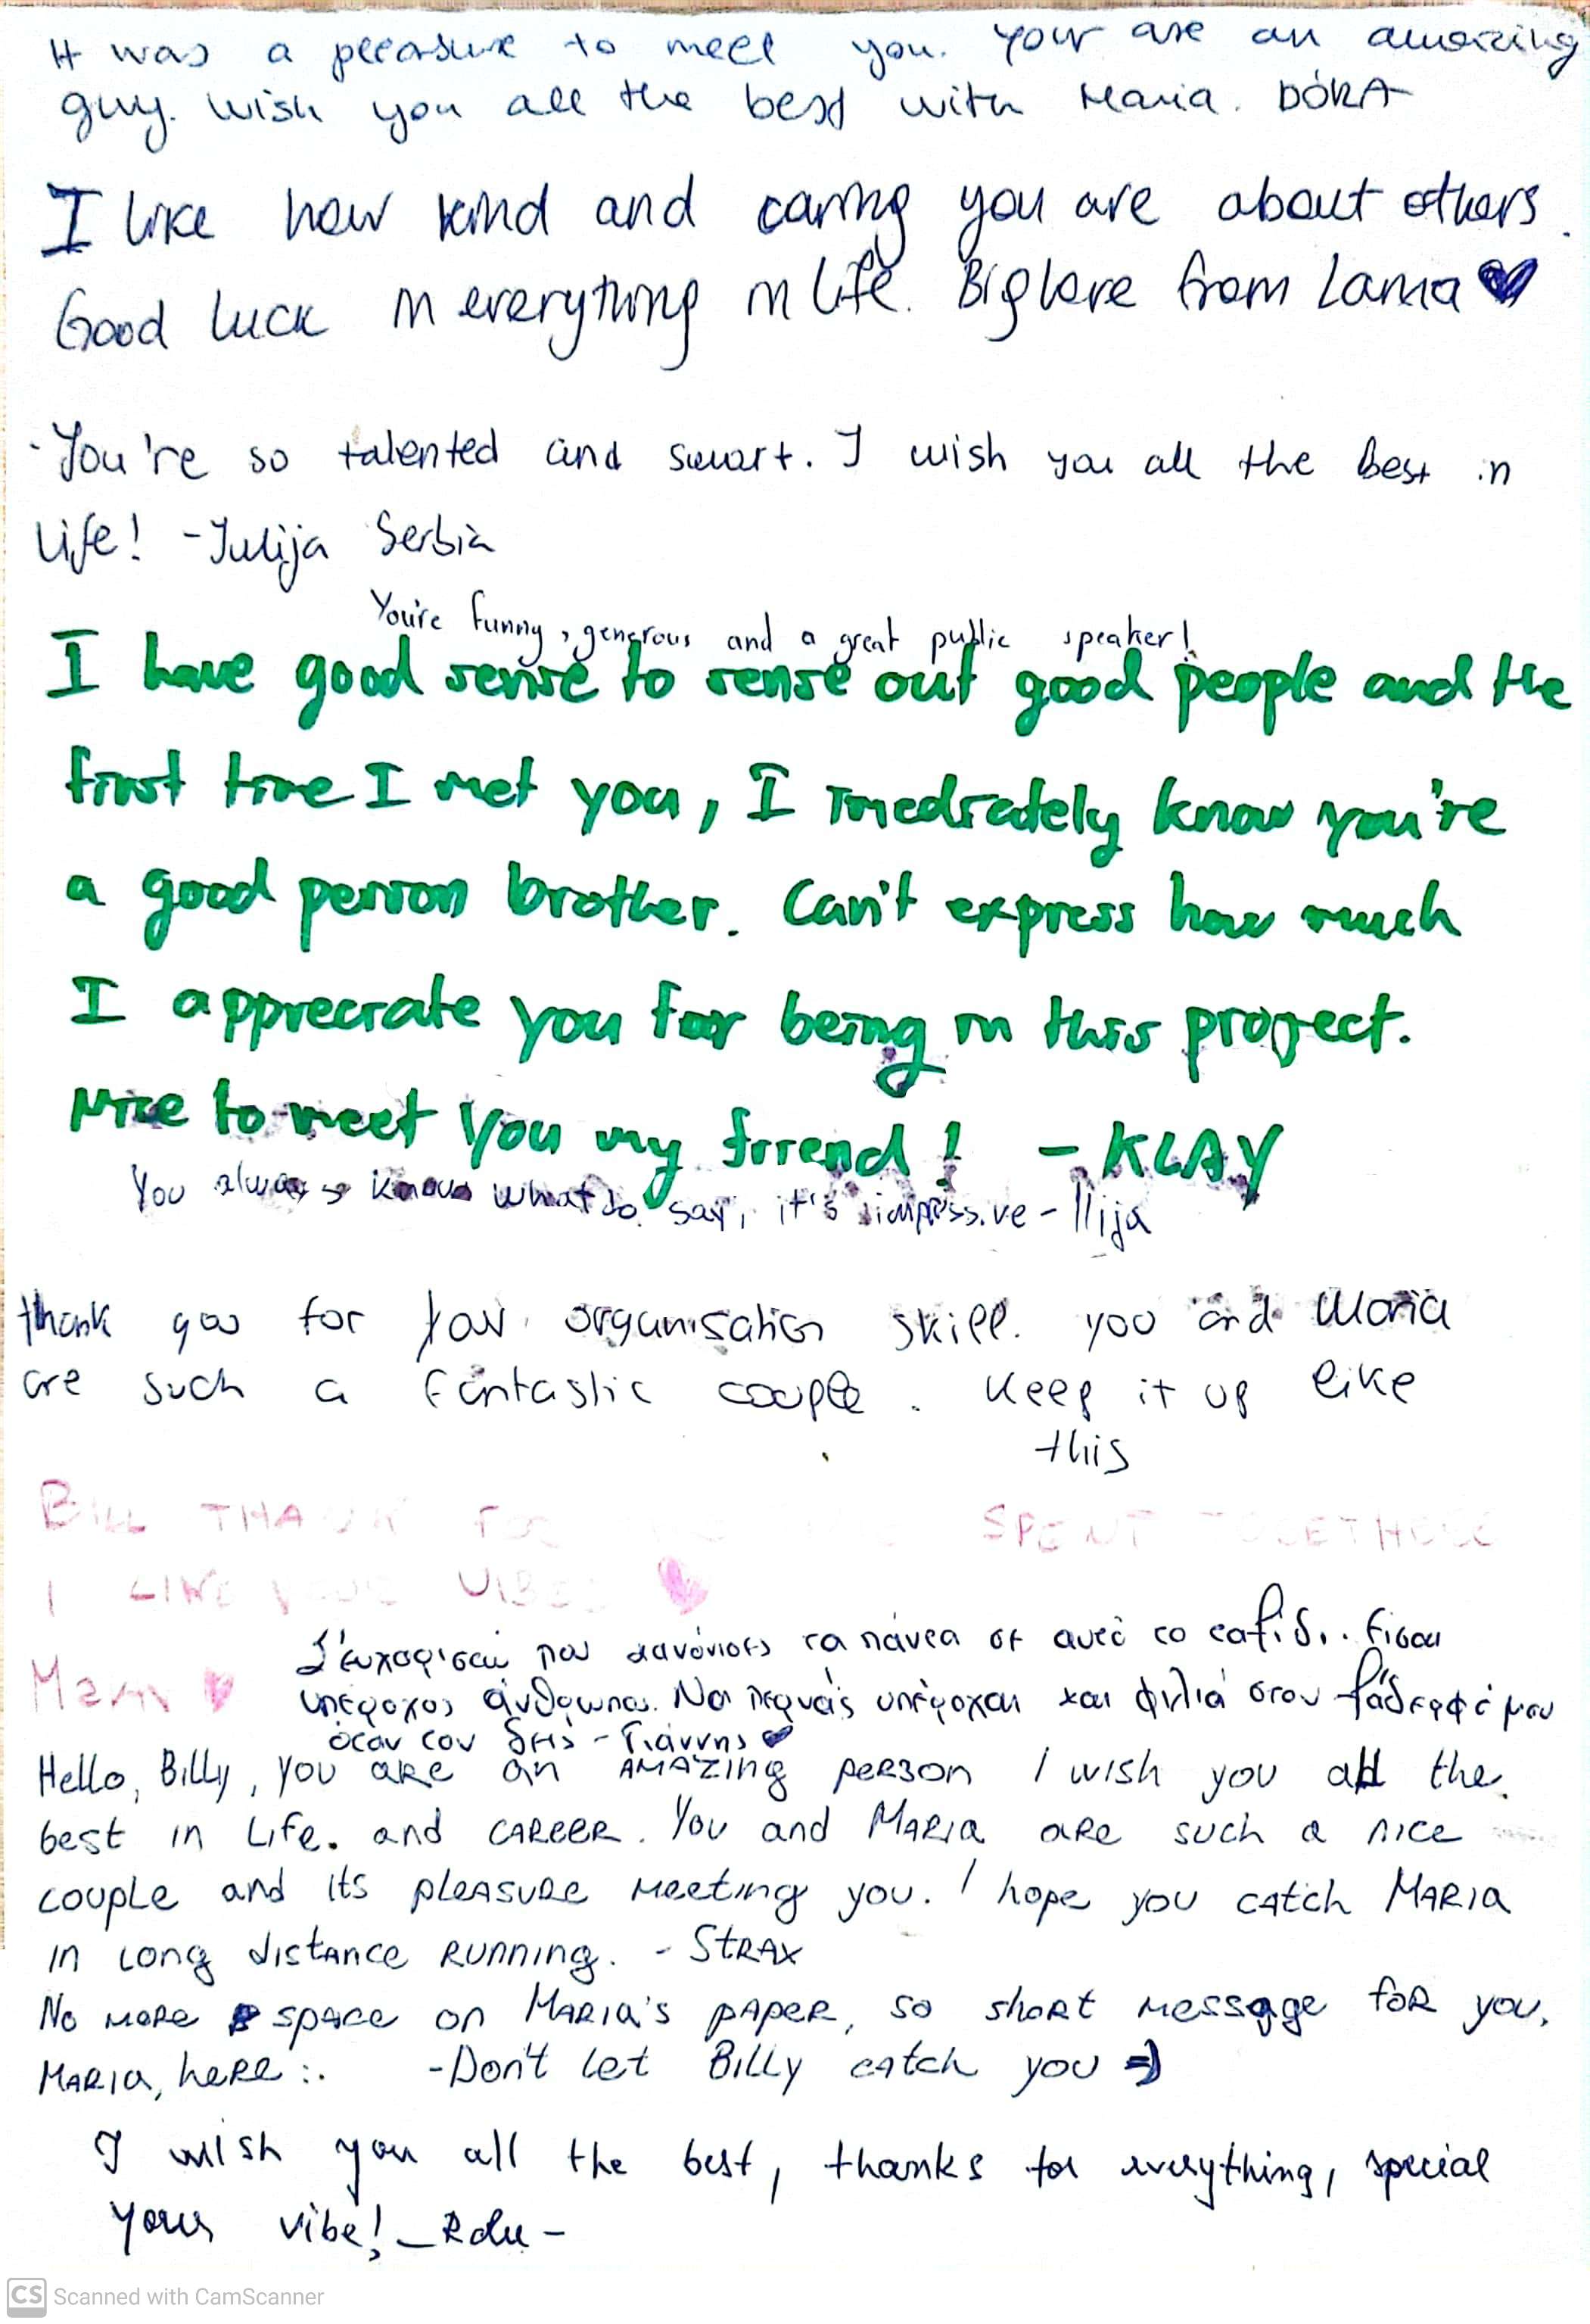 It was a pleasure to meet you. Your are an amazing
guy. Wish you all the best with Maria. DÓRA
I like how kind and caring you are about others.
Good luck in everything in life. Big love from Lama
You're so talented and smart. I wish you all the best in
life! -Julija Serbia
You're funny, generous and a great public speaker!
I have good sense to sense out good people and the
first time I met you, I imediately know you're
a good person brother. Can't express how much
I appreciate you for being in this project.
Nice to meet you my friend! - KLAY
You always know what to say, it's impressive - Ilija
thank you for your organisation skill. you and Maria
are such a fantastic couple. Keep it up like
this
BILL THANK FOR SPENT TOGETHER
I LIKE YOUR VIBES
Σ'ευχαριστώ που κανόνισες τα πάντα σε αυτό το ταξίδι. Είσαι
υπέροχος άνθρωπος. Να περνάς υπέροχα και φιλιά στον αδερφό μου
όταν τον δεις - Γιάννης
Hello, Billy, you are an AMAZing person I wish you all the
best in Life. and CAREER. You and MARIA are such a nice
couple and its pleasure meeting you. I hope you catch MARIA
in long distance running. - STRAX
No more space on MARIA's paper, so short message for you,
MARIA, here: -Don't let Billy catch you =)
I wish you all the best, thanks for everything, special
your vibe!
CS Scanned with CamScanner